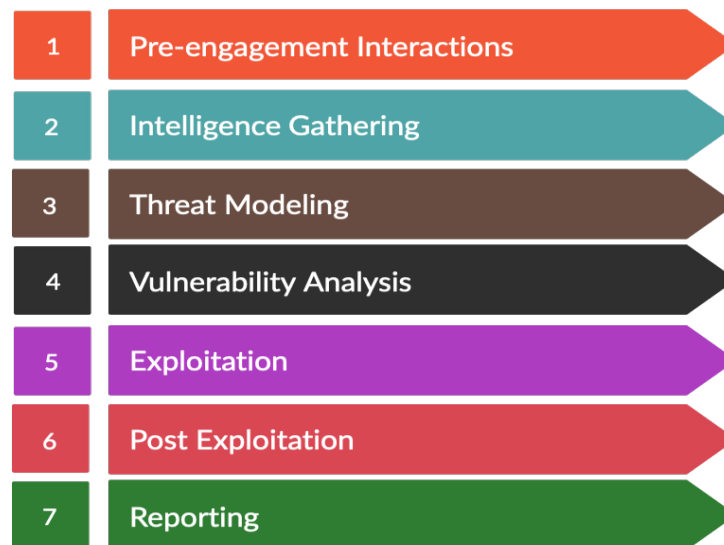 1 Pre-engagement Interactions
2 Intelligence Gathering
3 Threat Modeling
4 Vulnerability Analysis
5 Exploitation
6 Post Exploitation
7 Reporting